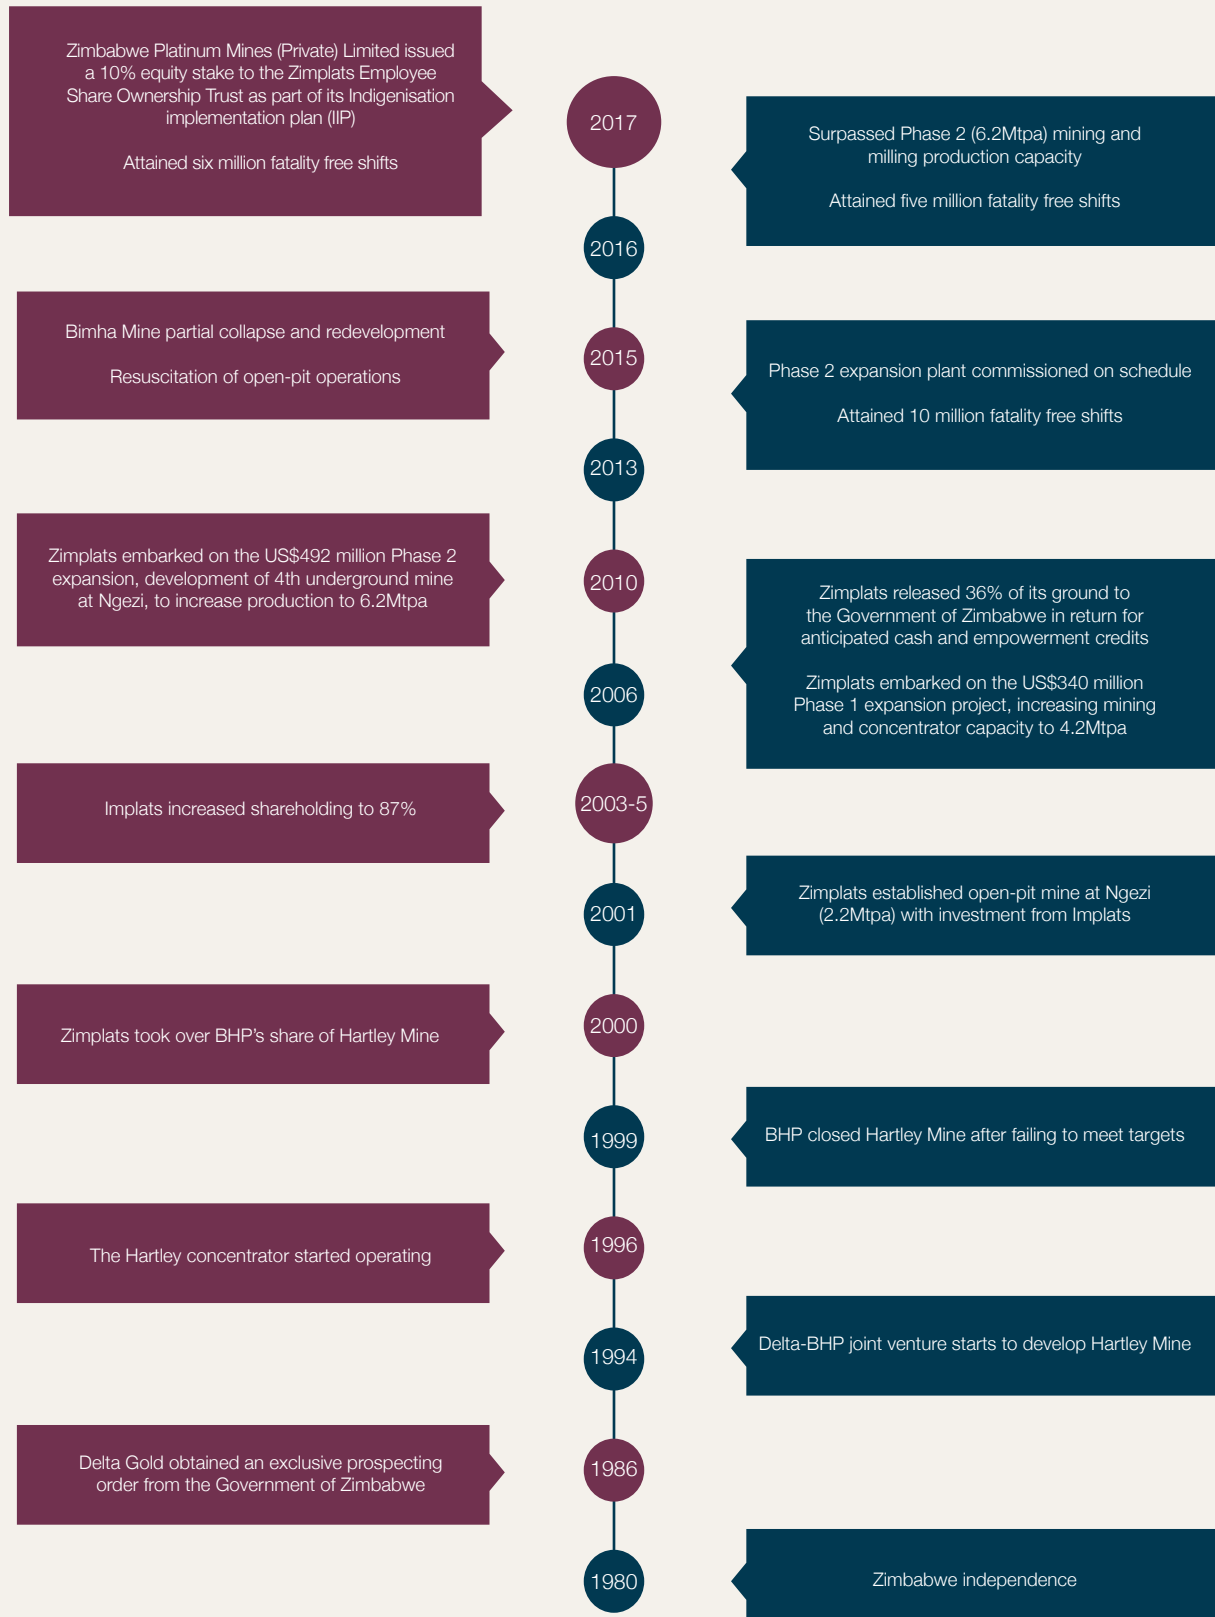 Zimbabwe Platinum Mines (Private) Limited issued
a 10% equity stake to the Zimplats Employee
Share Ownership Trust as part of its Indigenisation
implementation plan (IIP)
Attained six million fatality free shifts
2017
Surpassed Phase 2 (6.2Mtpa) mining and
milling production capacity
Attained five million fatality free shifts
2016
Bimha Mine partial collapse and redevelopment
Resuscitation of open-pit operations
2015
Phase 2 expansion plant commissioned on schedule
Attained 10 million fatality free shifts
2013
Zimplats embarked on the US$492 million Phase 2
expansion, development of 4th underground mine
at Ngezi, to increase production to 6.2Mtpa
2010
Zimplats released 36% of its ground to
the Government of Zimbabwe in return for
anticipated cash and empowerment credits
Zimplats embarked on the US$340 million
Phase 1 expansion project, increasing mining
and concentrator capacity to 4.2Mtpa
2006
Implats increased shareholding to 87%
2003-5
Zimplats established open-pit mine at Ngezi
(2.2Mtpa) with investment from Implats
2001
Zimplats took over BHP's share of Hartley Mine
2000
BHP closed Hartley Mine after failing to meet targets
1999
The Hartley concentrator started operating
1996
Delta-BHP joint venture starts to develop Hartley Mine
1994
Delta Gold obtained an exclusive prospecting
order from the Government of Zimbabwe
1986
Zimbabwe independence
1980